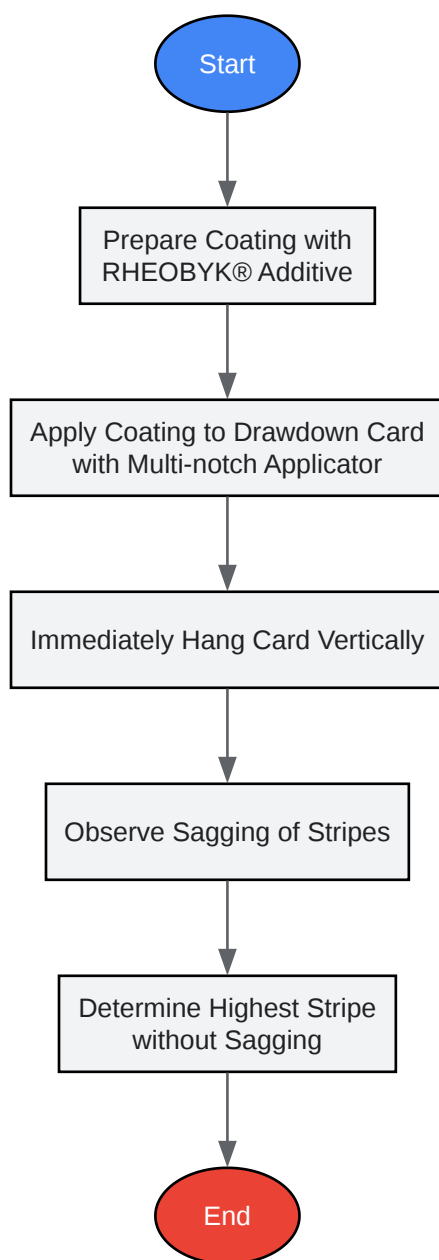 Start
Prepare Coating with
RHEOBYK® Additive
Apply Coating to Drawdown Card
with Multi-notch Applicator
Immediately Hang Card Vertically
Observe Sagging of Stripes
Determine Highest Stripe
without Sagging
End